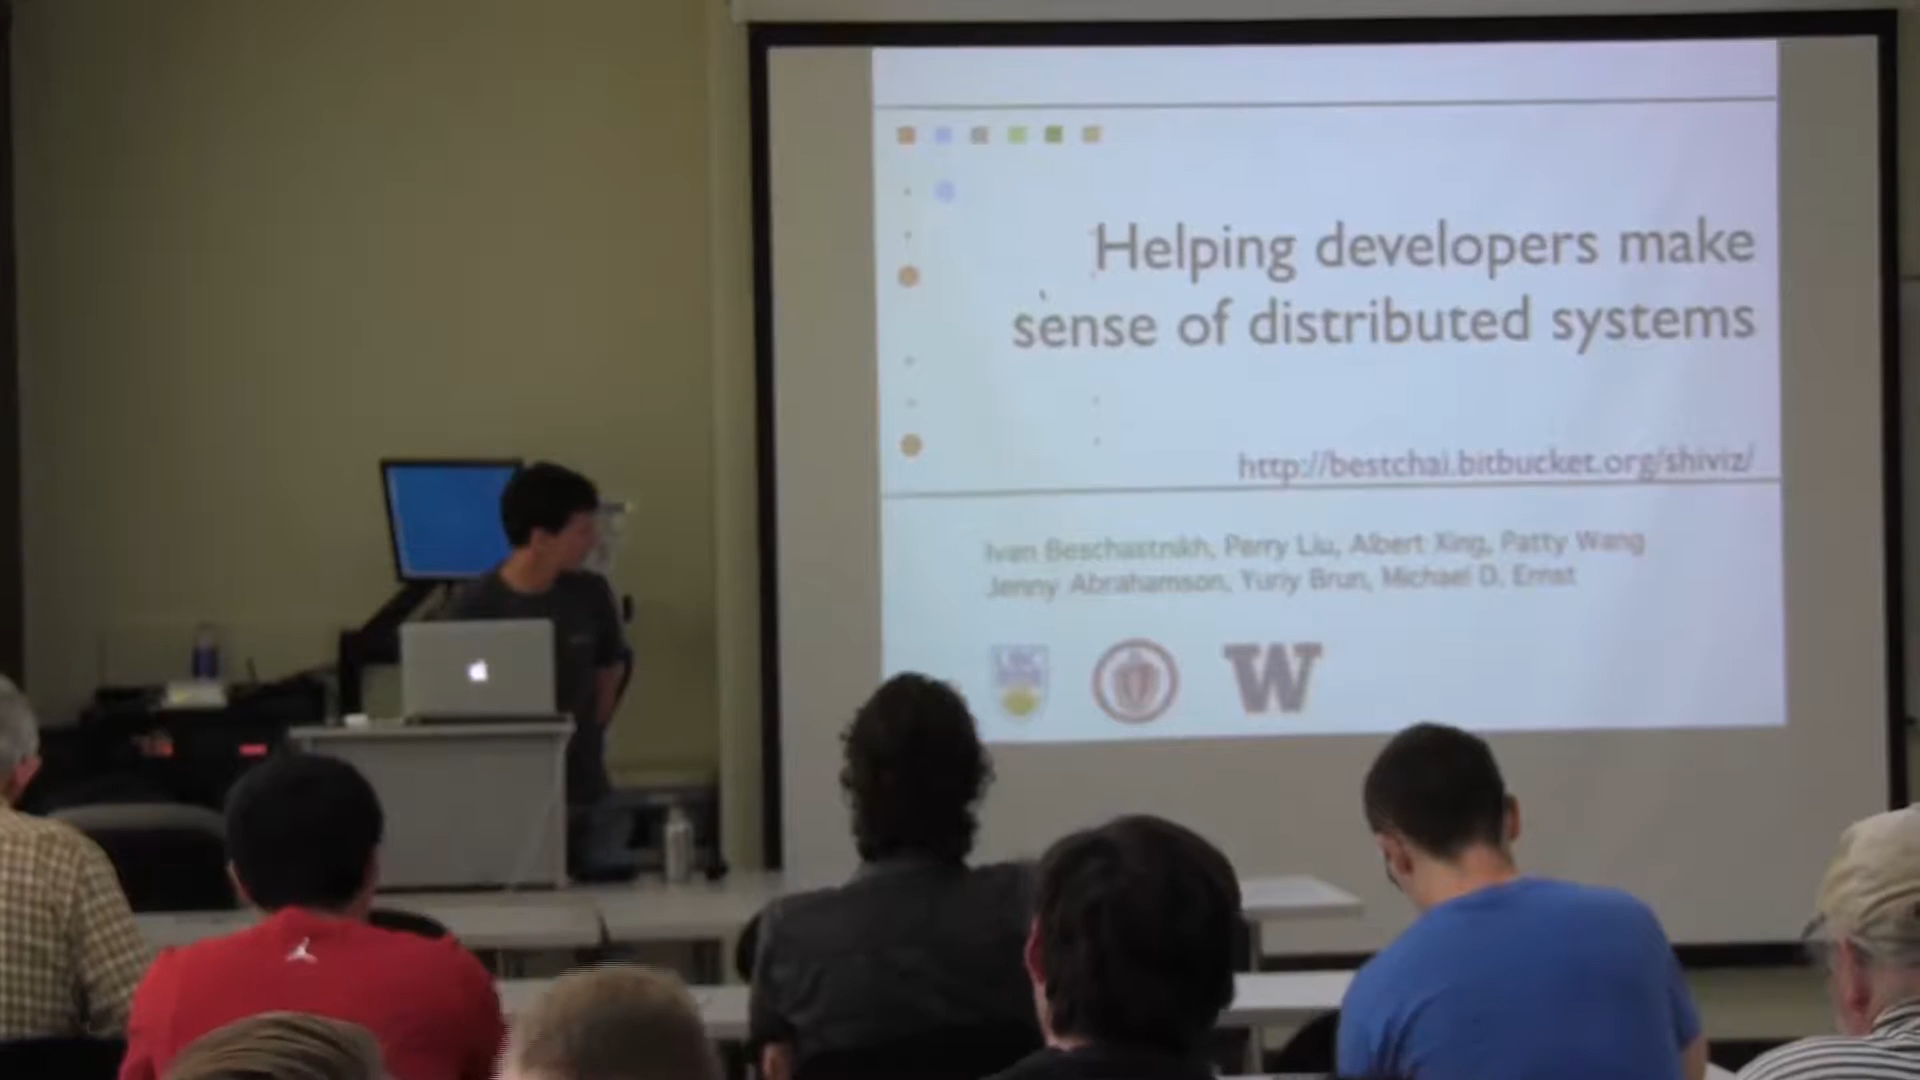 Helping developers make
sense of distributed systems
http://bestchai.bitbucket.org/shiviz/
Ivan Beschastnikh, Perry Liu, Albert Xing, Patty Wang
Jenny Abrahamson, Yuriy Brun, Michael D. Ernst
UBC
W